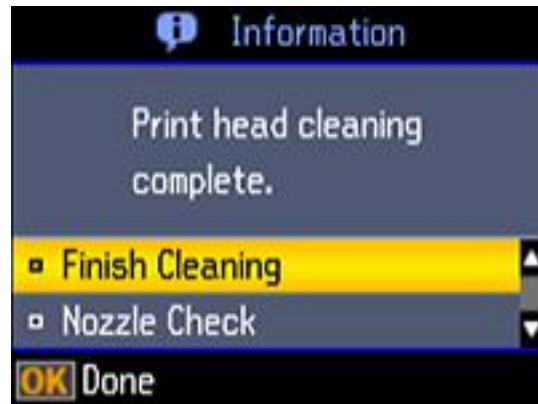 Information
Print head cleaning
complete.
Finish Cleaning
Nozzle Check
OK Done